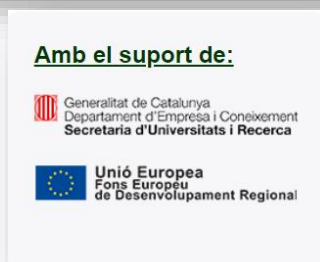 Amb el suport de:
Generalitat de Catalunya
Departament d'Empresa i Coneixement
Secretaria d'Universitats i Recerca
Unió Europea
Fons Europeu
de Desenvolupament Regional